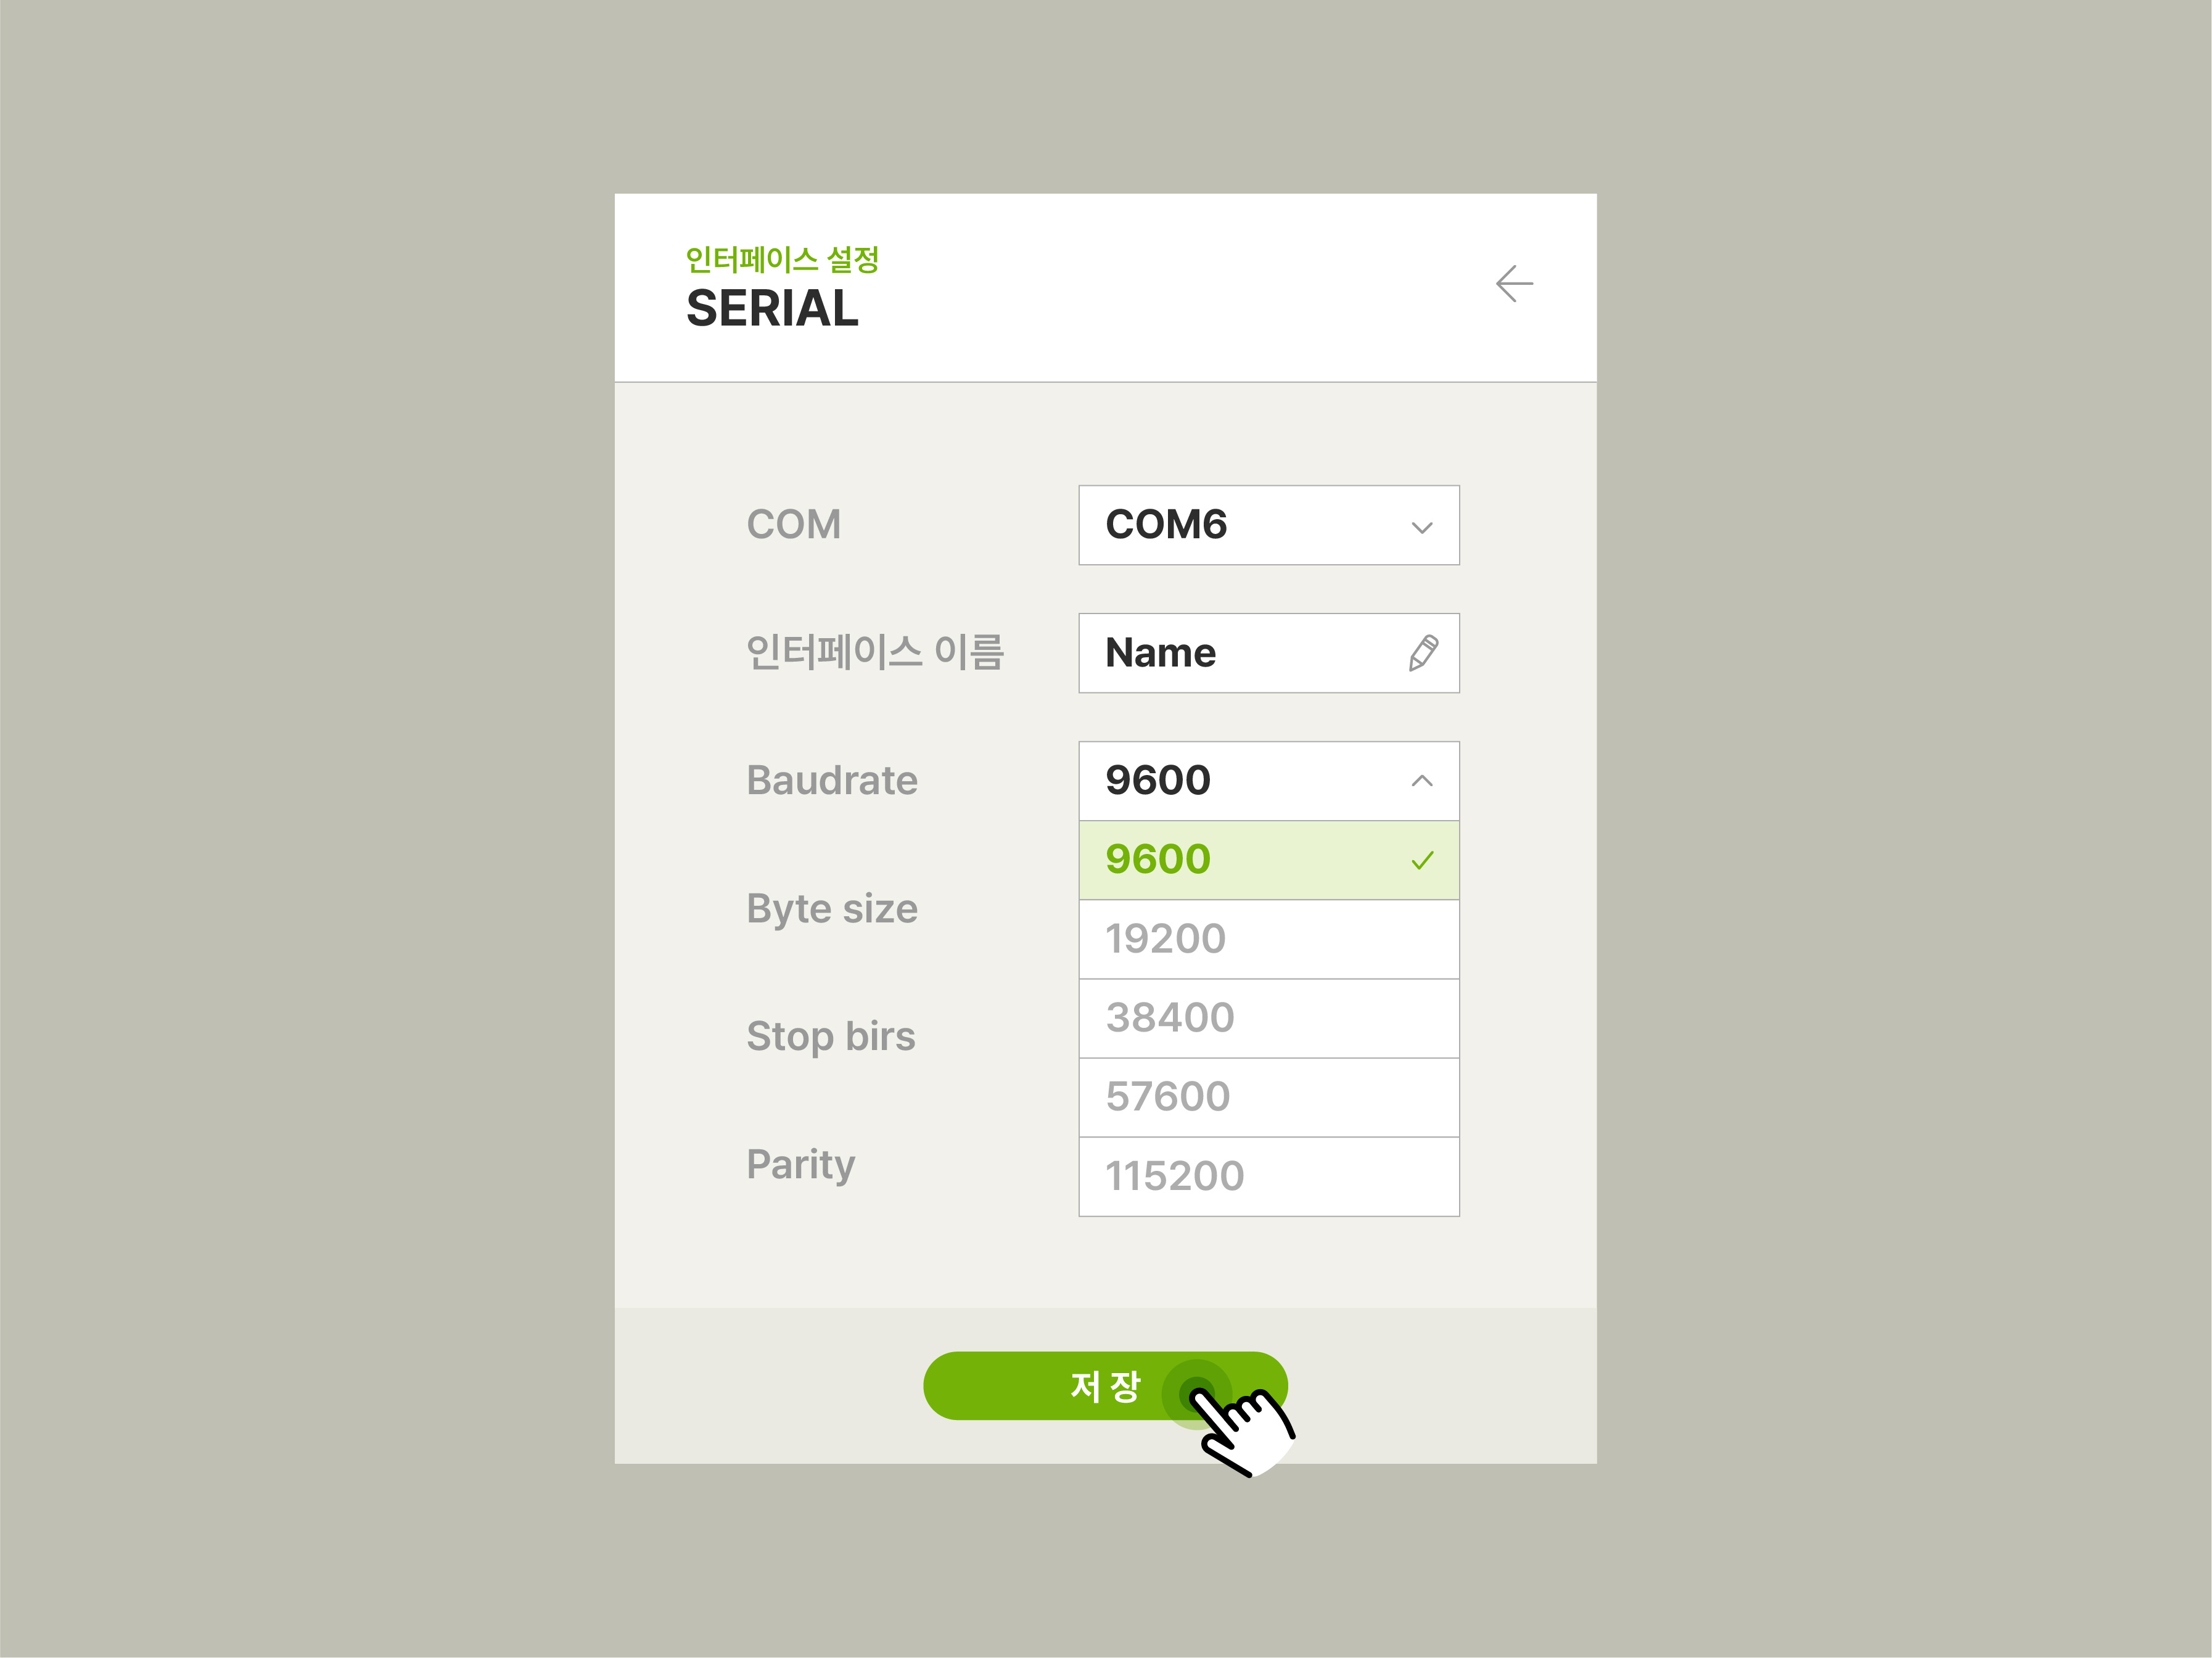 인터페이스 설정
SERIAL
COM
COM6
인터페이스 이름
Name
Baudrate
9600
9600
Byte size
19200
38400
Stop birs
57600
Parity
115200
저장